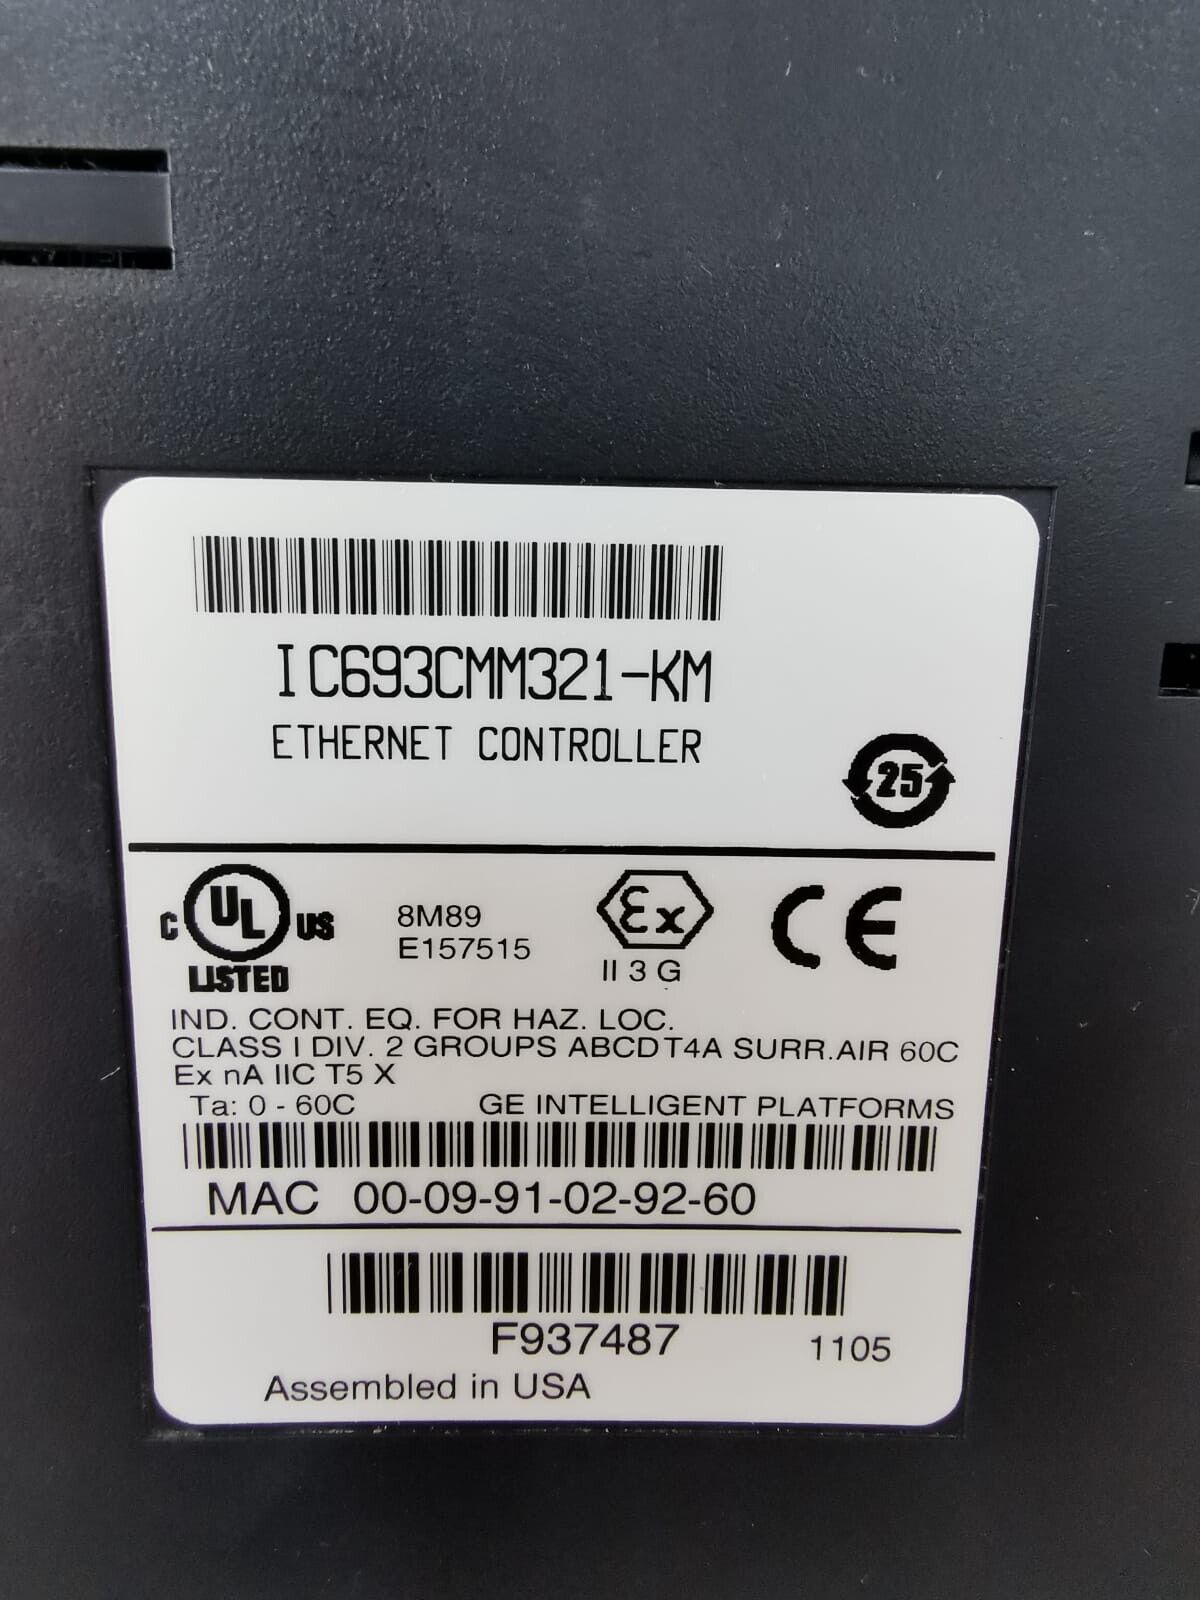 IC693CMM321-KM
ETHERNET CONTROLLER
25
C UL US
LISTED
8M89
E157515
Ex
II 3 G
CE
IND. CONT. EQ. FOR HAZ. LOC.
CLASS I DIV. 2 GROUPS ABCDT4A SURR.AIR 60C
Ex nA IIC T5 X
Ta: 0 - 60C GE INTELLIGENT PLATFORMS
MAC 00-09-91-02-92-60
F937487 1105
Assembled in USA